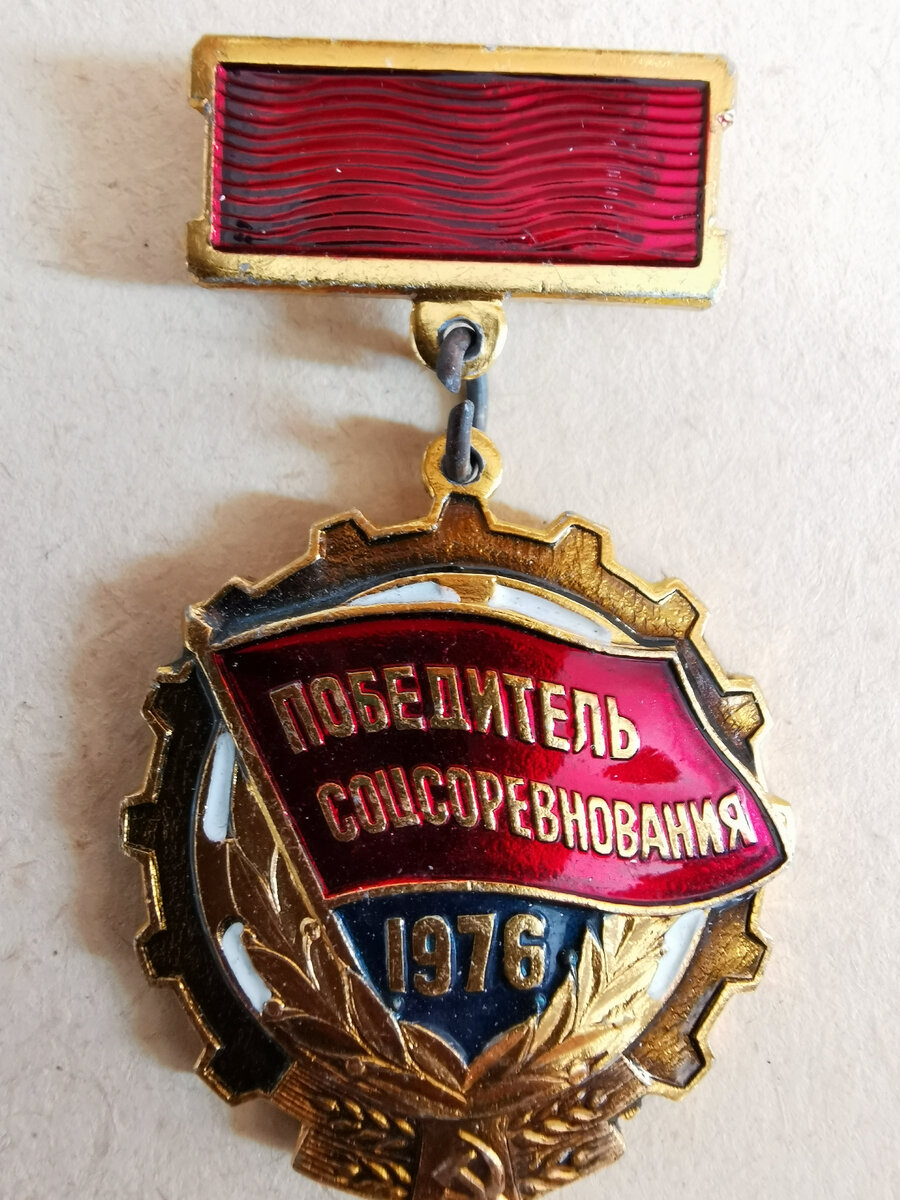 ПОБЕДИТЕЛЬ
СОЦСОРЕВНОВАНИЯ
1976